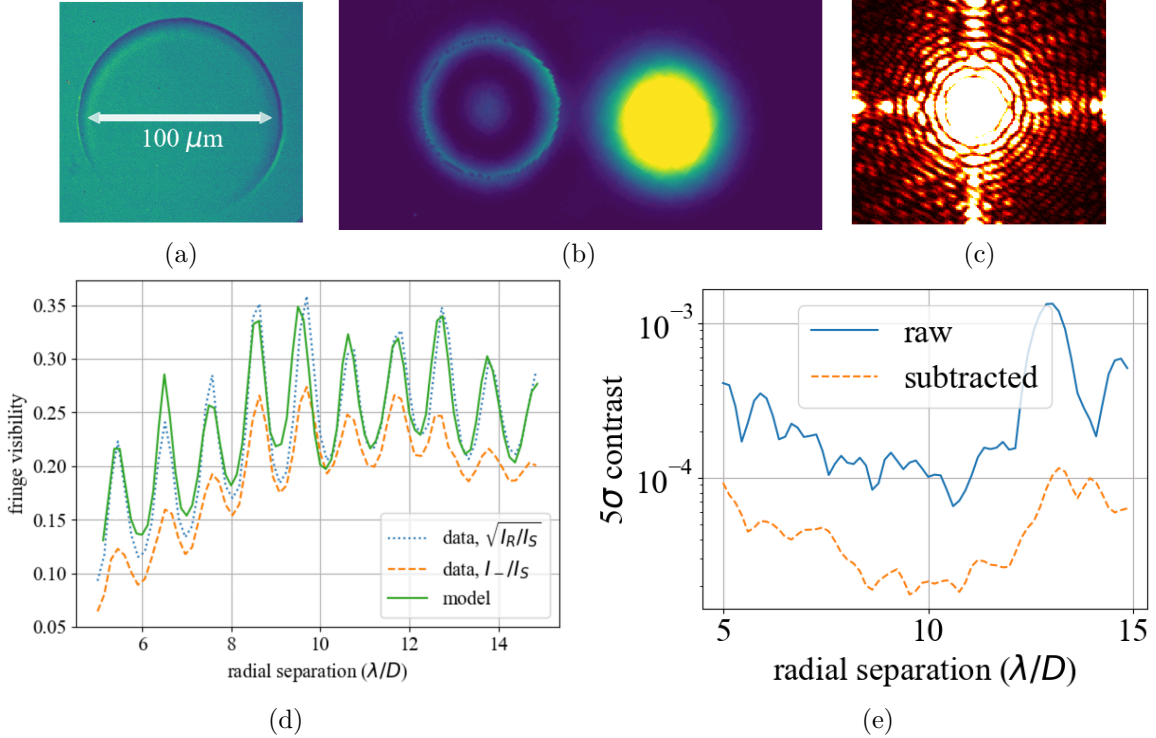 100 μm
(a)
(b)
(c)
0.35
0.30
0.25
0.20
0.15
0.10
0.05
fringe visibility
data, √I_R/I_S
data, I_−/I_S
model
6
8
10
12
14
radial separation (λ/D)
(d)
10⁻³
10⁻⁴
5σ contrast
raw
subtracted
5
10
15
radial separation (λ/D)
(e)